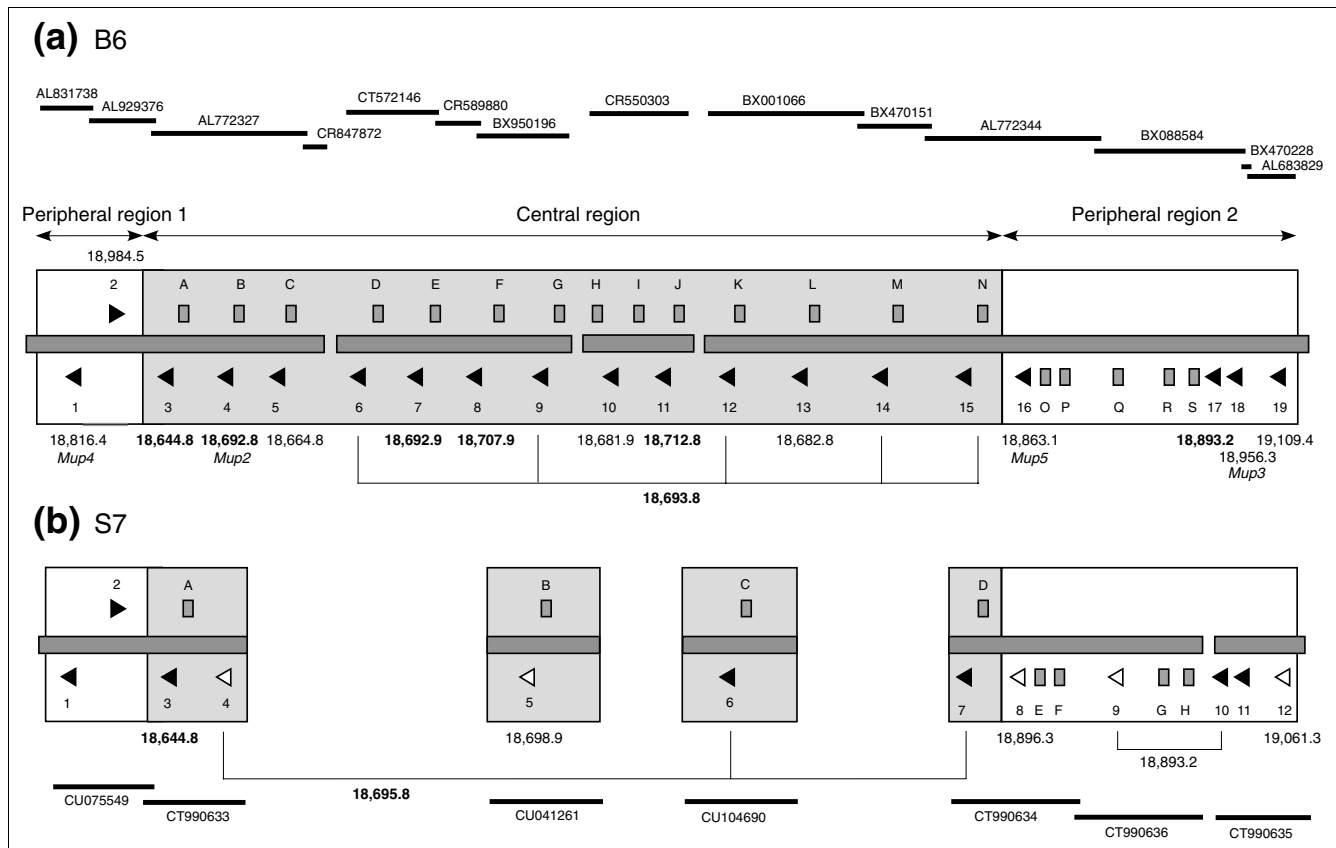 (a) B6
AL831738
AL929376
AL772327
CR847872
CT572146
CR589880
BX950196
CR550303
BX001066
BX470151
AL772344
BX088584
BX470228
AL683829
Peripheral region 1
Central region
Peripheral region 2
18,984.5
2 A B C D E F G H I J K L M N
O P Q R S
1 3 4 5 6 7 8 9 10 11 12 13 14 15 16 17 18 19
18,816.4 18,644.8 18,692.8 18,664.8 18,692.9 18,707.9 18,681.9 18,712.8 18,682.8 18,863.1 18,893.2 19,109.4
Mup4 Mup2 Mup5 18,956.3
Mup3
18,693.8
(b) S7
2 A B C D
1 3 4 5 6 7 8 E F 9 G H 10 11 12
18,644.8 18,698.9 18,896.3 19,061.3
18,893.2
18,695.8
CU075549
CT990633
CU041261
CU104690
CT990634
CT990636
CT990635